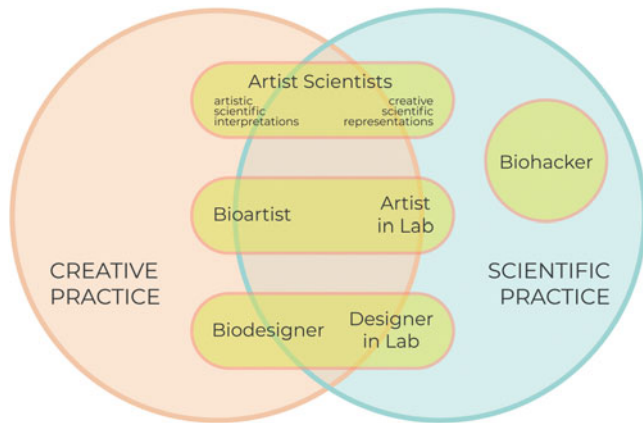 Artist Scientists
artistic
scientific
interpretations
creative
scientific
representations
Biohacker
Bioartist
Artist
in Lab
CREATIVE
PRACTICE
SCIENTIFIC
PRACTICE
Biodesigner
Designer
in Lab